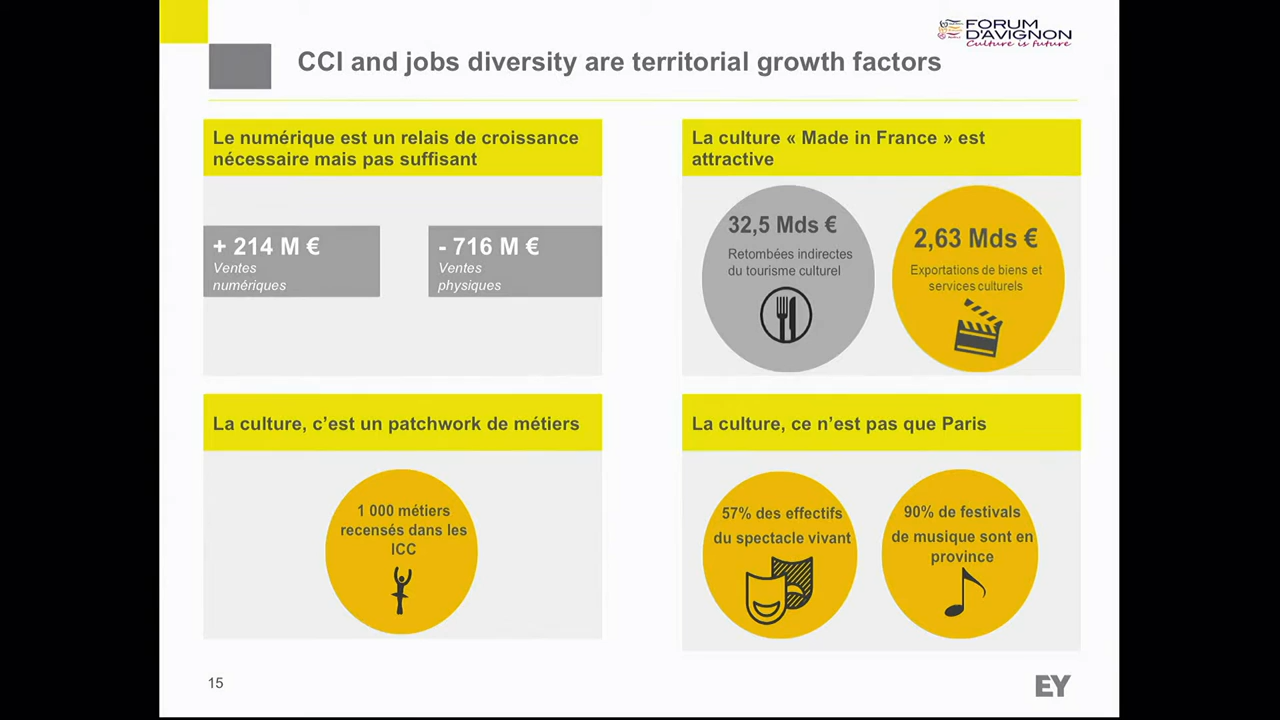 FORUM
D'AVIGNON
Culture is future
CCI and jobs diversity are territorial growth factors
Le numérique est un relais de croissance
nécessaire mais pas suffisant
+ 214 M €
Ventes
numériques
- 716 M €
Ventes
physiques
La culture « Made in France » est
attractive
32,5 Mds €
Retombées indirectes
du tourisme culturel
2,63 Mds €
Exportations de biens et
services culturels
La culture, c’est un patchwork de métiers
1 000 métiers
recensés dans les
ICC
La culture, ce n’est pas que Paris
57% des effectifs
du spectacle vivant
90% de festivals
de musique sont en
province
15
EY